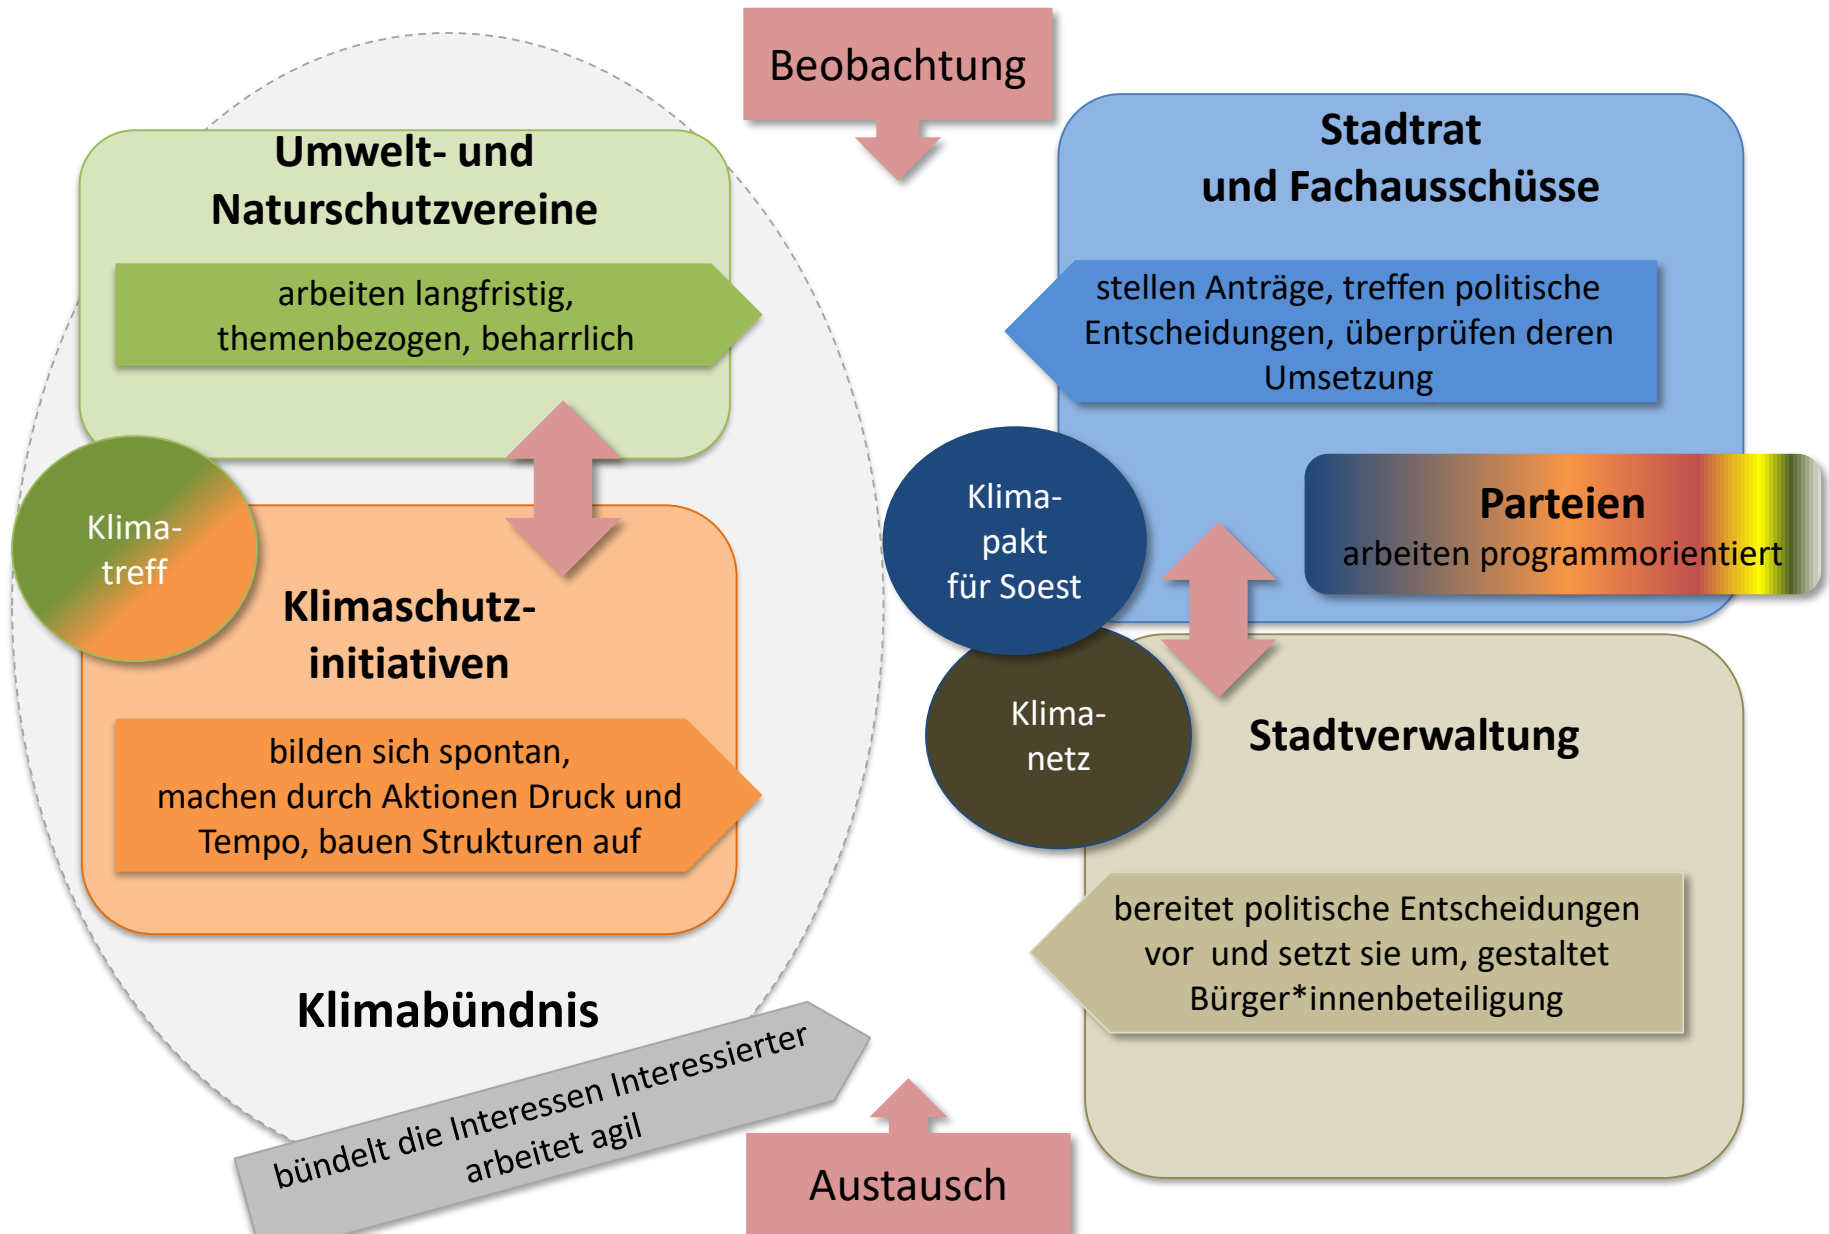 Beobachtung
Umwelt- und
Naturschutzvereine
arbeiten langfristig,
themenbezogen, beharrlich
Klima-
treff
Klimaschutz-
initiativen
bilden sich spontan,
machen durch Aktionen Druck und
Tempo, bauen Strukturen auf
Klimabündnis
bündelt die Interessen Interessierter
arbeitet agil
Stadtrat
und Fachausschüsse
stellen Anträge, treffen politische
Entscheidungen, überprüfen deren
Umsetzung
Klima-
pakt
für Soest
Parteien
arbeiten programmorientiert
Klima-
netz
Stadtverwaltung
bereitet politische Entscheidungen
vor und setzt sie um, gestaltet
Bürger*innenbeteiligung
Austausch